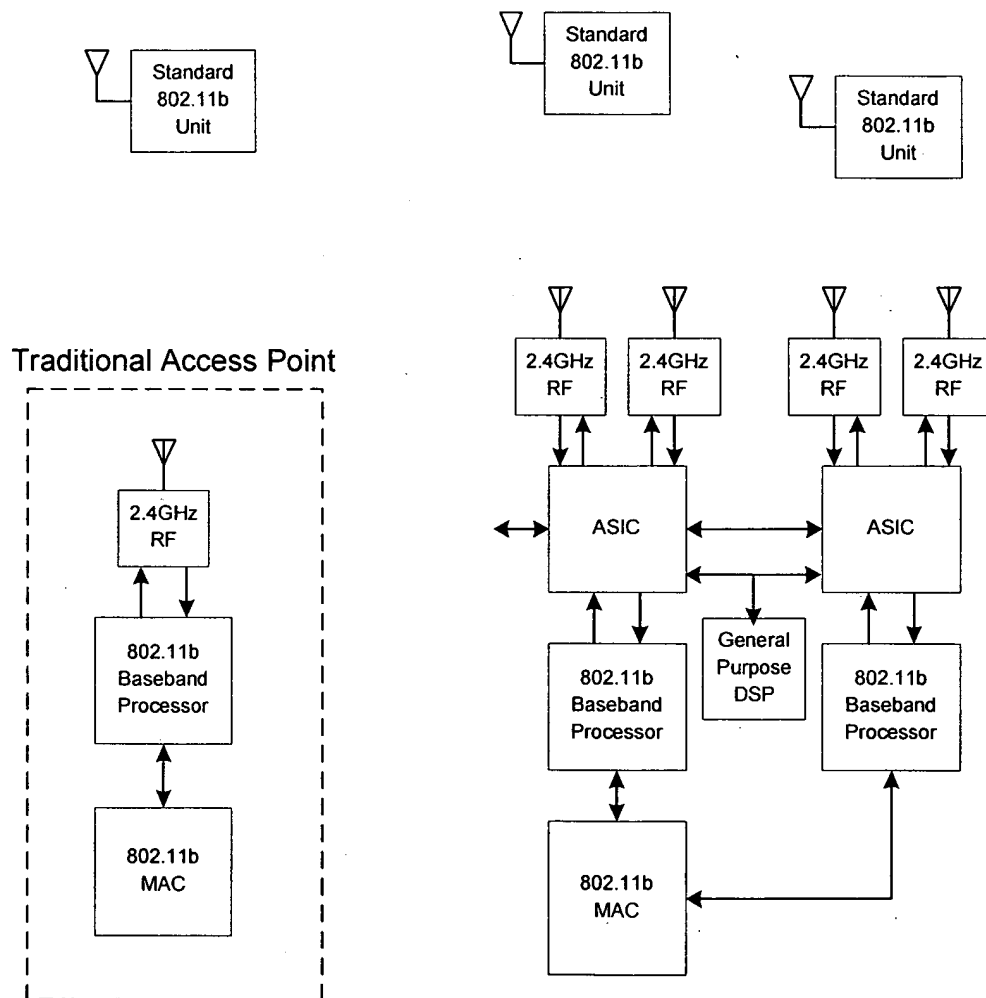 Standard
802.11b
Unit
Standard
802.11b
Unit
Standard
802.11b
Unit
Traditional Access Point
2.4GHz
RF
802.11b
Baseband
Processor
802.11b
MAC
2.4GHz
RF
2.4GHz
RF
2.4GHz
RF
2.4GHz
RF
ASIC
ASIC
802.11b
Baseband
Processor
General
Purpose
DSP
802.11b
Baseband
Processor
802.11b
MAC